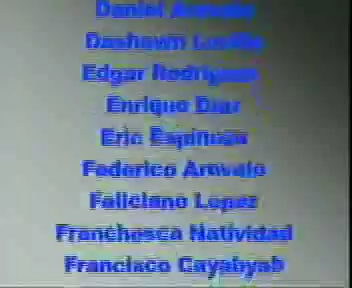 Daniel Arevalo
Dashawn
Edgar Rodriguez
Enrique Diaz
Eric Espinoza
Federico Arevalo
Feliciano Lopez
Franchesca Natividad
Francisco Cayabyab